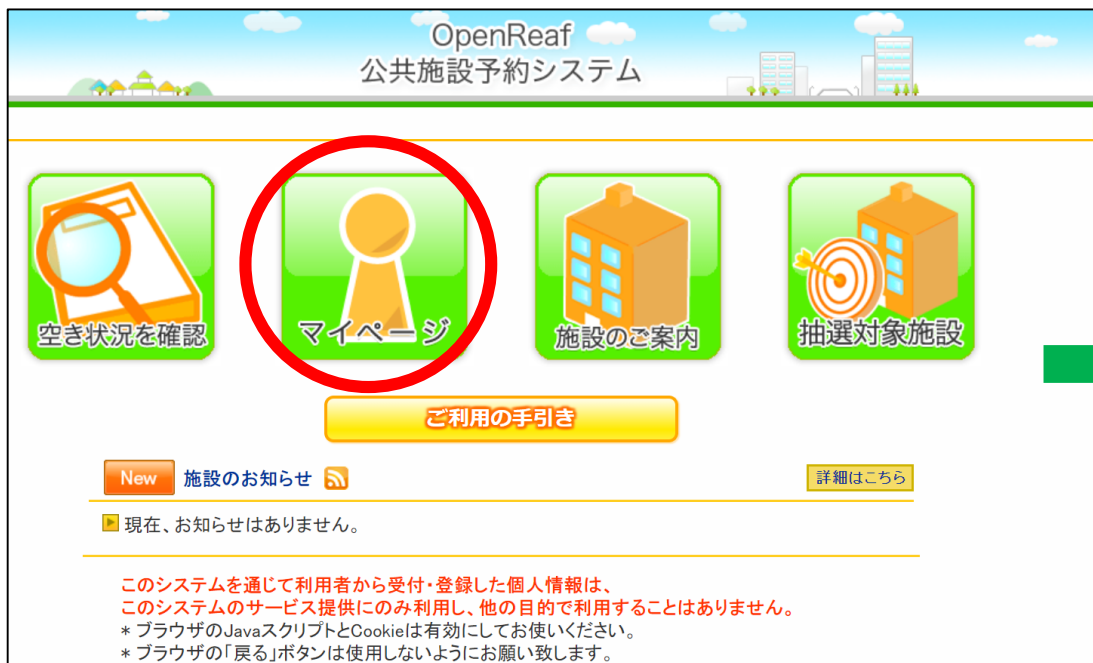 OpenReaf
公共施設予約システム
空き状況を確認
マイページ
施設のご案内
抽選対象施設
ご利用の手引き
New 施設のお知らせ 詳細はこちら
現在、お知らせはありません。
このシステムを通じて利用者から受付・登録した個人情報は、
このシステムのサービス提供にのみ利用し、他の目的で利用することはありません。
* ブラウザのJavaスクリプトとCookieは有効にしてお使いください。
* ブラウザの「戻る」ボタンは使用しないようにお願い致します。